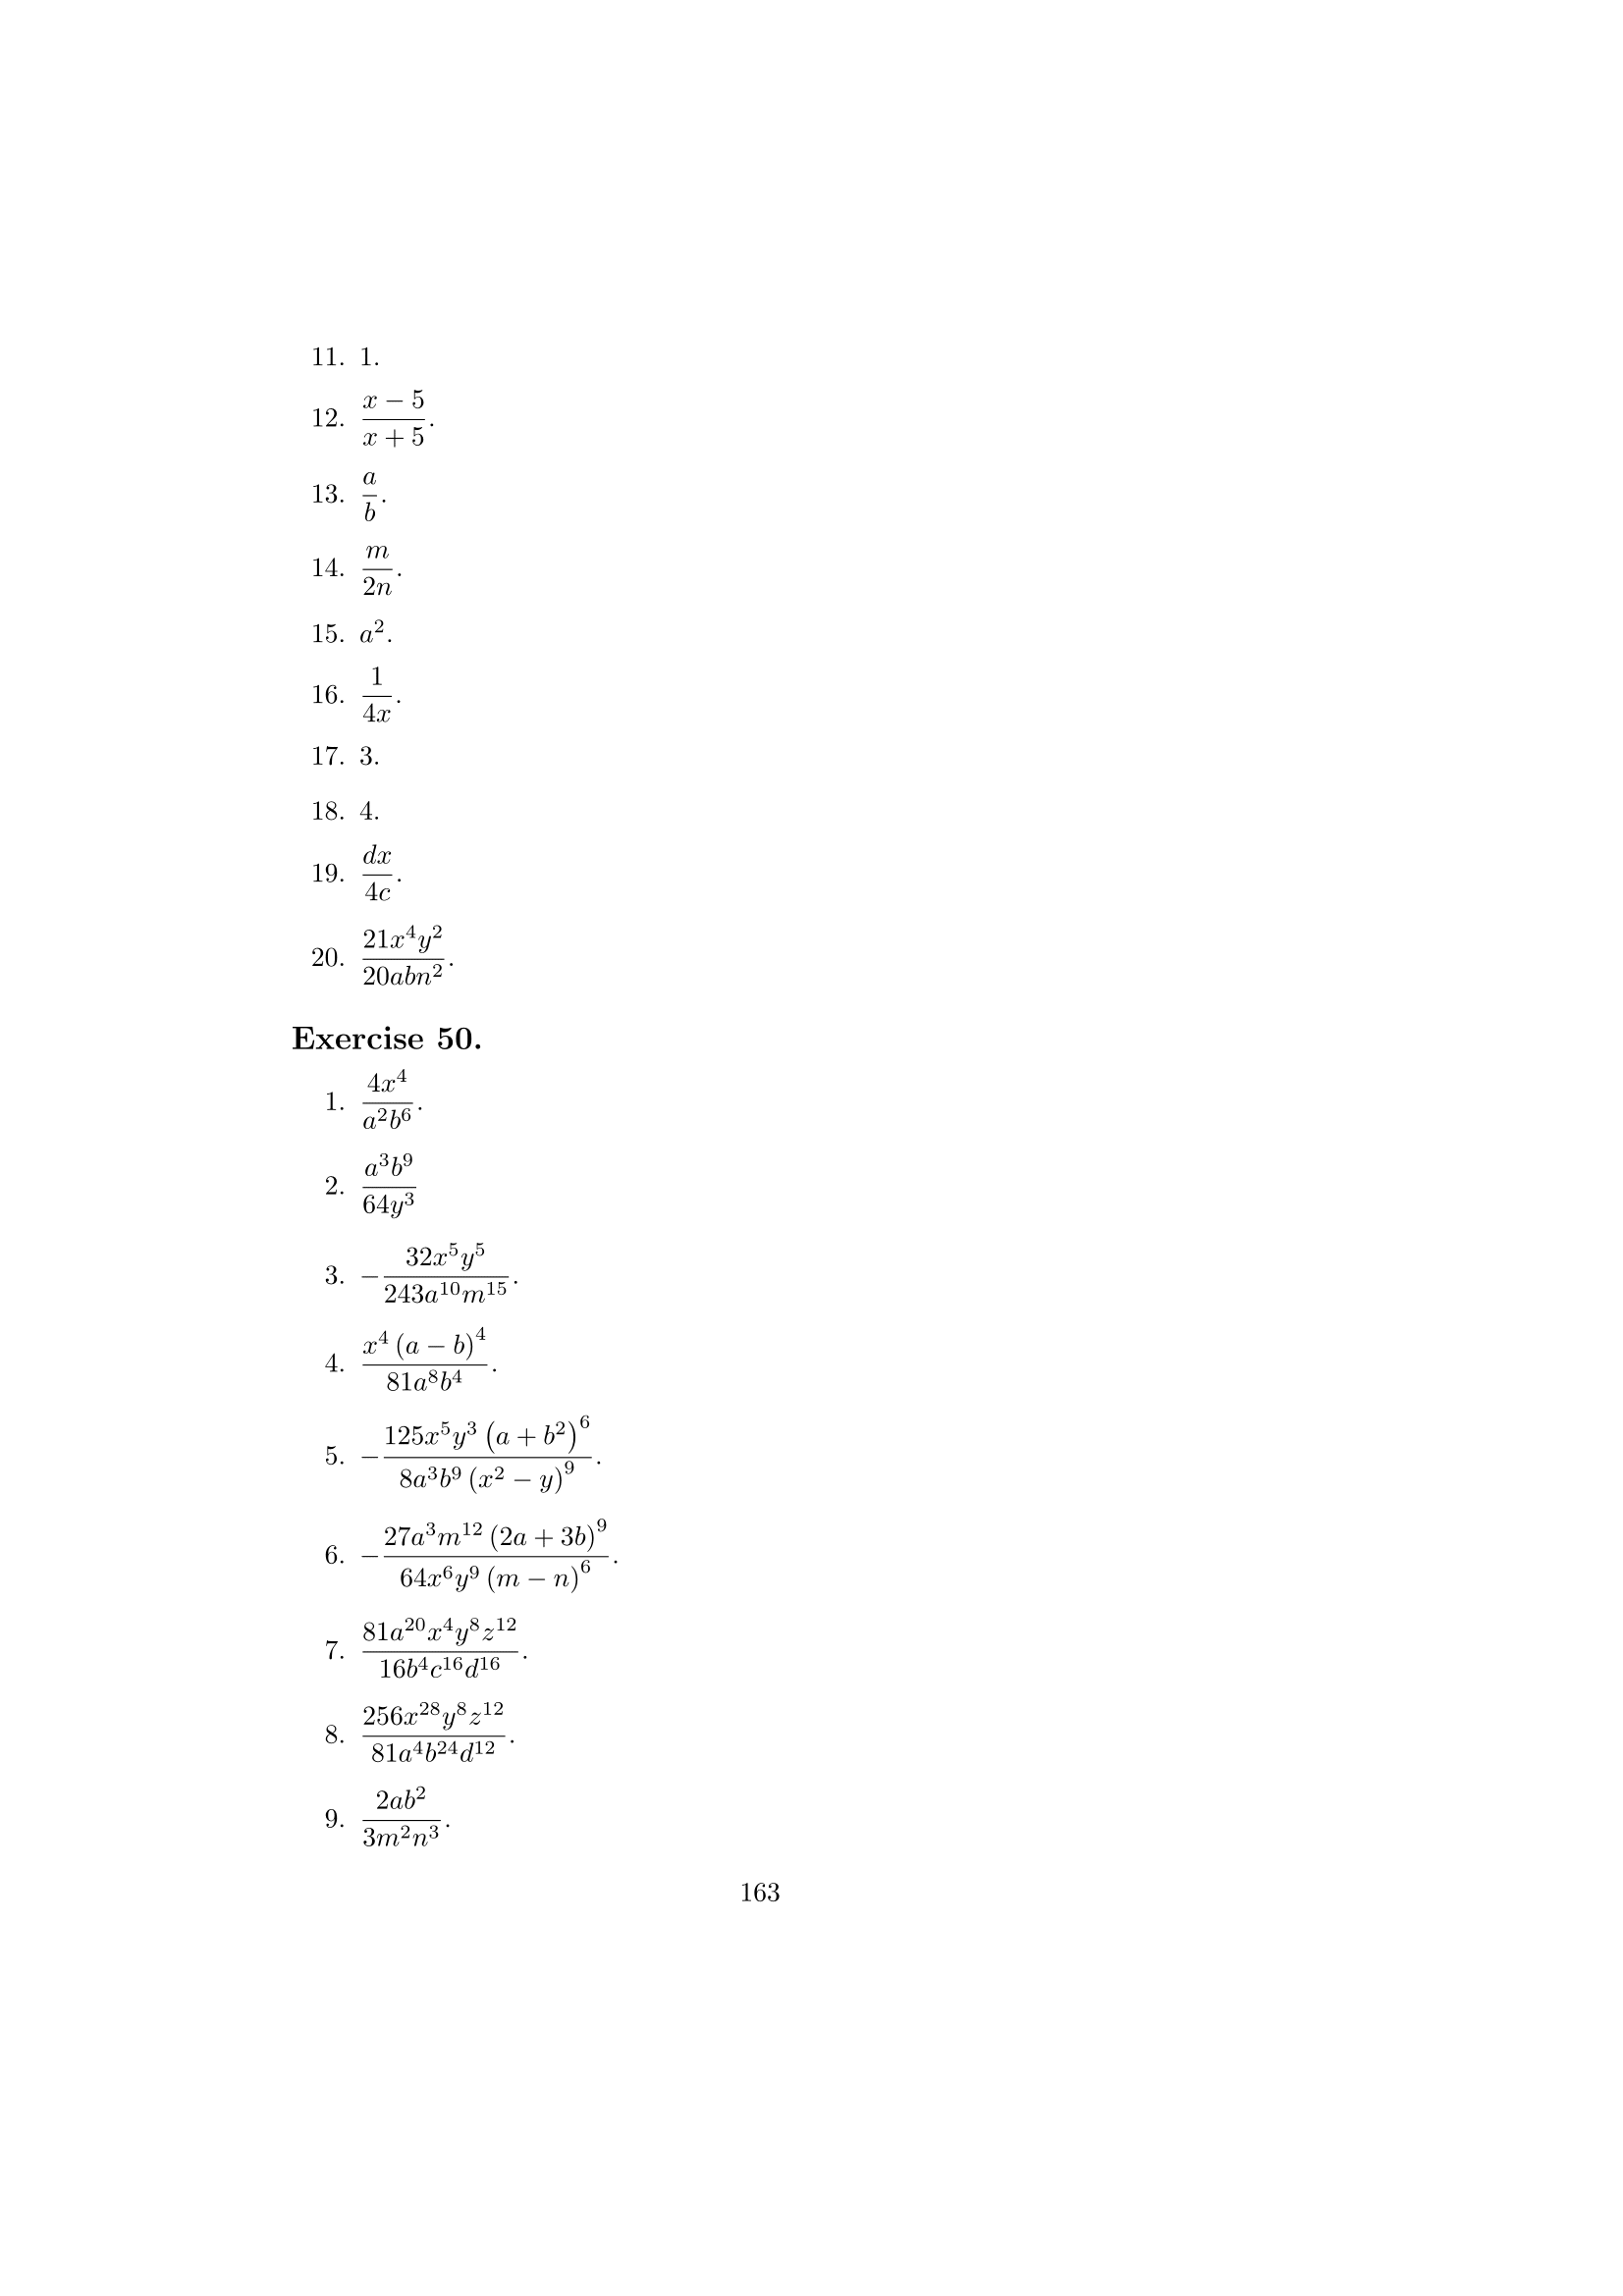 11. 1.
12. \frac{x-5}{x+5}.
13. \frac{a}{b}.
14. \frac{m}{2n}.
15. a^2.
16. \frac{1}{4x}.
17. 3.
18. 4.
19. \frac{dx}{4c}.
20. \frac{21x^4y^2}{20abn^2}.
Exercise 50.
1. \frac{4x^4}{a^2b^6}.
2. \frac{a^3b^9}{64y^3}
3. -\frac{32x^5y^5}{243a^{10}m^{15}}.
4. \frac{x^4(a-b)^4}{81a^8b^4}.
5. -\frac{125x^5y^3(a+b^2)^6}{8a^3b^9(x^2-y)^9}.
6. -\frac{27a^3m^{12}(2a+3b)^9}{64x^6y^9(m-n)^6}.
7. \frac{81a^{20}x^4y^8z^{12}}{16b^4c^{16}d^{16}}.
8. \frac{256x^{28}y^8z^{12}}{81a^4b^{24}d^{12}}.
9. \frac{2ab^2}{3m^2n^3}.
163